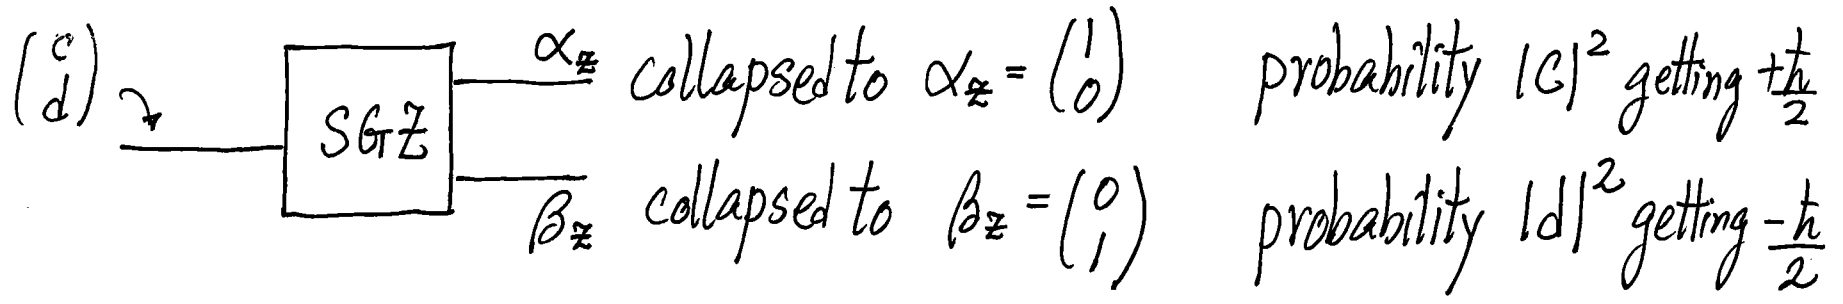 (c d) SGZ
α_z collapsed to α_z = (1 0) probability |C|² getting +ħ/2
β_z collapsed to β_z = (0 1) probability |d|² getting -ħ/2